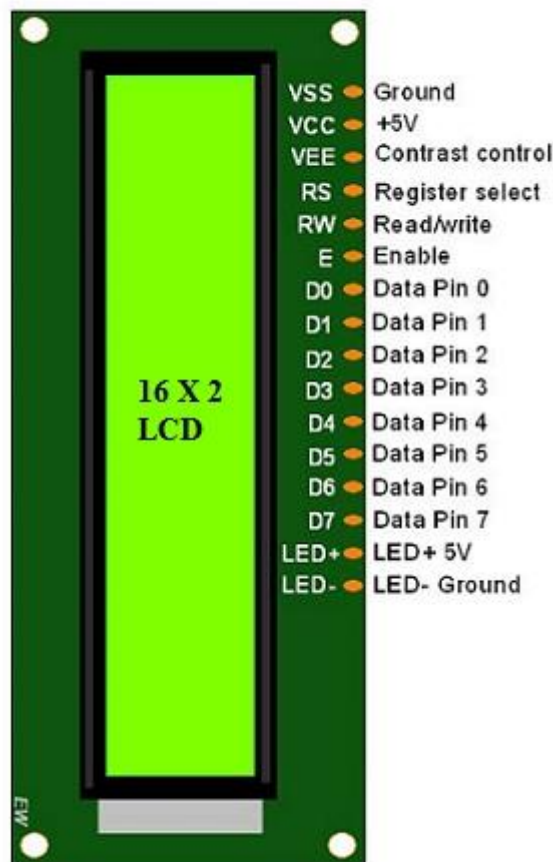 VSS Ground
VCC +5V
VEE Contrast control
RS Register select
RW Read/write
E Enable
D0 Data Pin 0
D1 Data Pin 1
D2 Data Pin 2
D3 Data Pin 3
D4 Data Pin 4
D5 Data Pin 5
D6 Data Pin 6
D7 Data Pin 7
LED+ LED+ 5V
LED- LED- Ground
16 X 2
LCD
EW